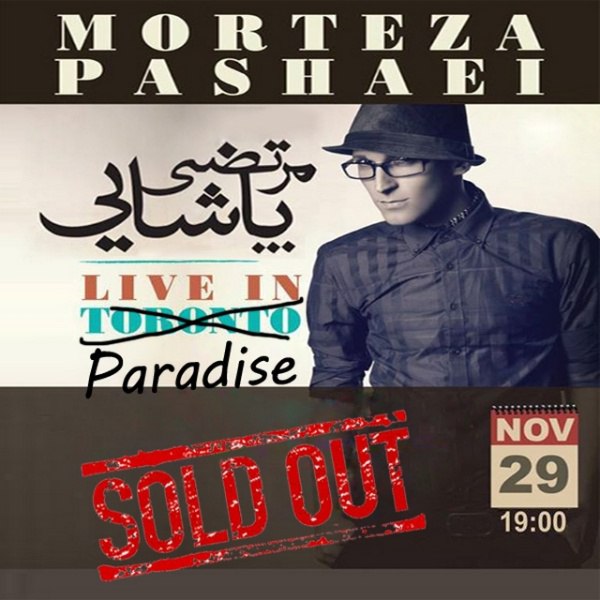 MORTEZA
PASHAEI
مرتضی
پاشایی
LIVE IN
TORONTO
Paradise
SOLD OUT
NOV
29
19:00